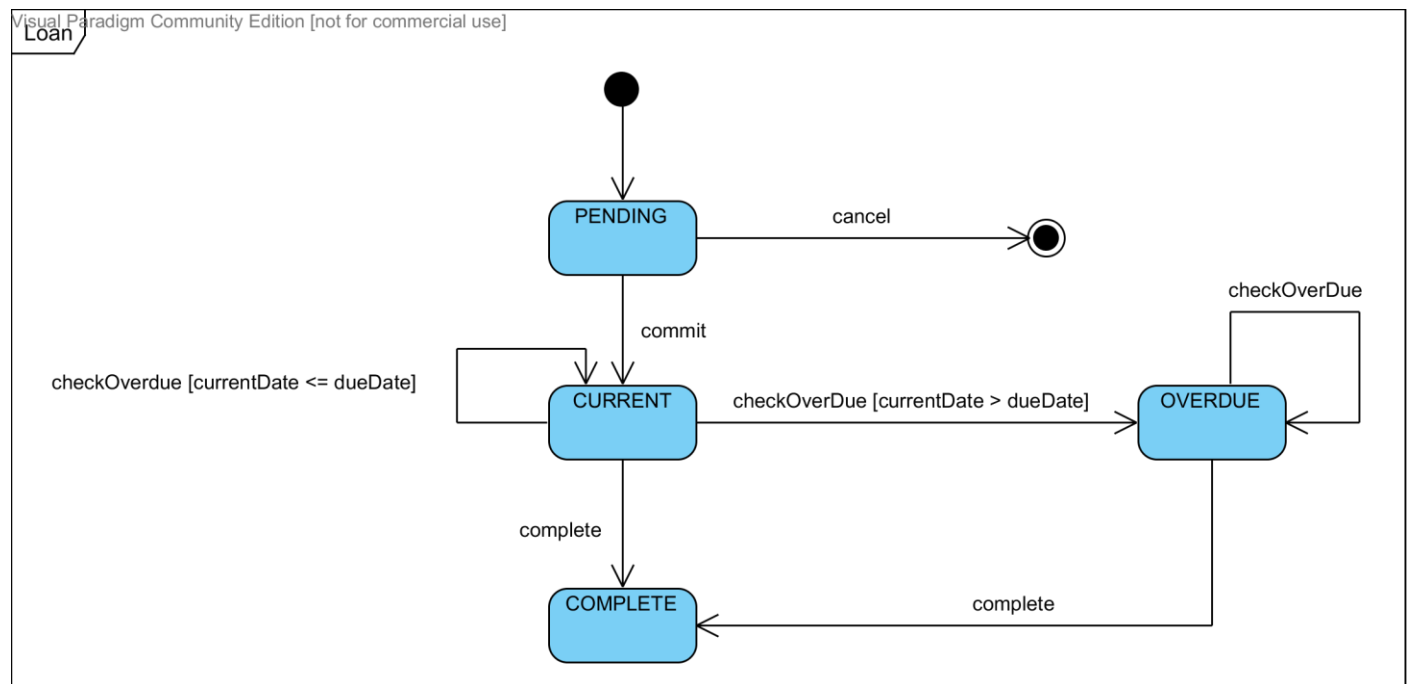 Visual Paradigm Community Edition [not for commercial use]
Loan
PENDING
cancel
checkOverDue
commit
checkOverdue [currentDate <= dueDate]
CURRENT
checkOverDue [currentDate > dueDate]
OVERDUE
complete
COMPLETE
complete